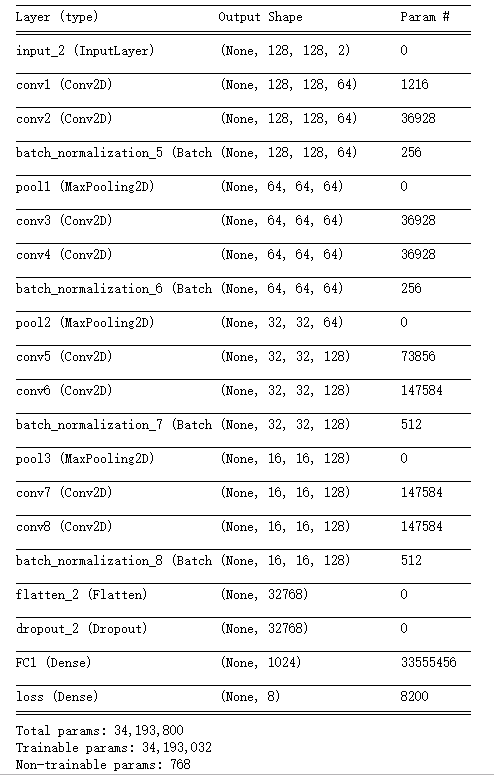 Layer (type) Output Shape Param #
input_2 (InputLayer) (None, 128, 128, 2) 0
conv1 (Conv2D) (None, 128, 128, 64) 1216
conv2 (Conv2D) (None, 128, 128, 64) 36928
batch_normalization_5 (Batch (None, 128, 128, 64) 256
pool1 (MaxPooling2D) (None, 64, 64, 64) 0
conv3 (Conv2D) (None, 64, 64, 64) 36928
conv4 (Conv2D) (None, 64, 64, 64) 36928
batch_normalization_6 (Batch (None, 64, 64, 64) 256
pool2 (MaxPooling2D) (None, 32, 32, 64) 0
conv5 (Conv2D) (None, 32, 32, 128) 73856
conv6 (Conv2D) (None, 32, 32, 128) 147584
batch_normalization_7 (Batch (None, 32, 32, 128) 512
pool3 (MaxPooling2D) (None, 16, 16, 128) 0
conv7 (Conv2D) (None, 16, 16, 128) 147584
conv8 (Conv2D) (None, 16, 16, 128) 147584
batch_normalization_8 (Batch (None, 16, 16, 128) 512
flatten_2 (Flatten) (None, 32768) 0
dropout_2 (Dropout) (None, 32768) 0
FC1 (Dense) (None, 1024) 33555456
loss (Dense) (None, 8) 8200
Total params: 34,193,800
Trainable params: 34,193,032
Non-trainable params: 768